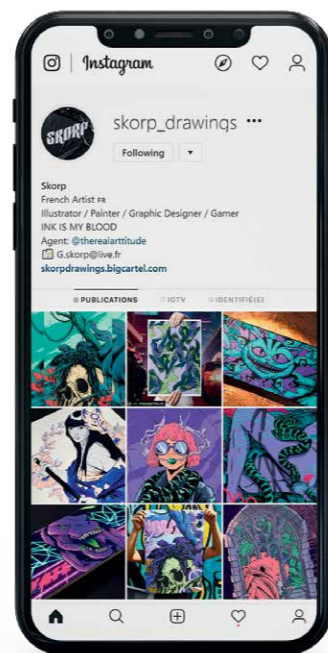 Instagram
SKORP
skorp_drawings •••
Following
Skorp
French Artist FR
Illustrator / Painter / Graphic Designer / Gamer
INK IS MY BLOOD
Agent: @therealarttitude
G.skorp@live.fr
skorpdrawings.bigcartel.com
PUBLICATIONS IGTV IDENTIFIÉ(E)